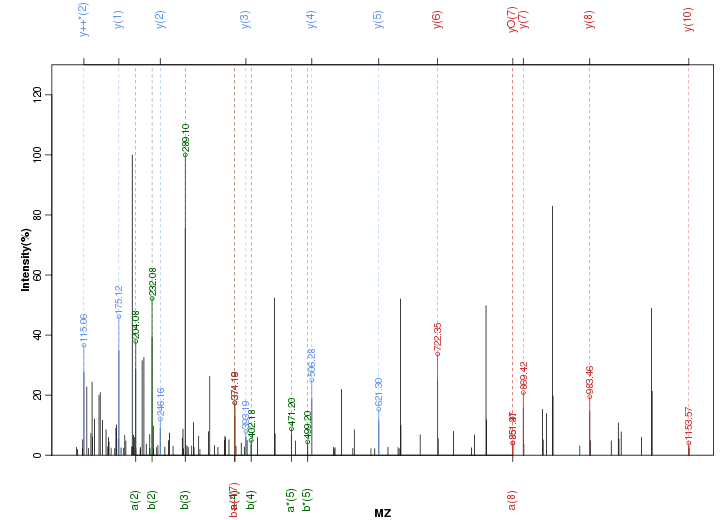 y++*(2) y(1) y(2) y(3) y(4) y(5) y(6) yO(7) y(7) y(8) y(10)
Intensity(%)
0 20 40 60 80 100 120
115.06 175.12 204.08 232.08 246.16 289.10 374.19 393.19 402.18 471.20 499.20 506.28 621.30 722.35 869.42 983.46 1153.57
a(2) b(2) b(3) b(4) a*(5) b*(5) a(8)
MZ